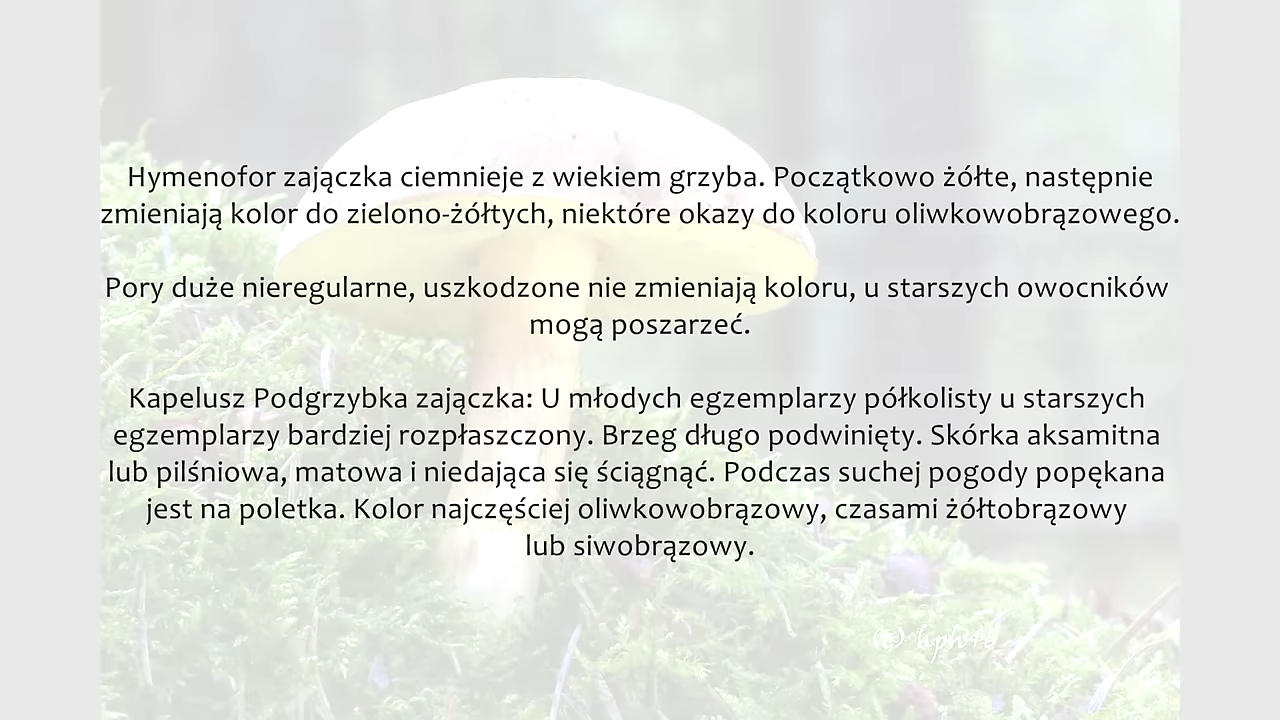 Hymenofor zajączka ciemnieje z wiekiem grzyba. Początkowo żółte, następnie
zmieniają kolor do zielono-żółtych, niektóre okazy do koloru oliwkowobrązowego.
Pory duże nieregularne, uszkodzone nie zmieniają koloru, u starszych owocników
mogą poszarzeć.
Kapelusz Podgrzybka zajączka: U młodych egzemplarzy półkolisty u starszych
egzemplarzy bardziej rozpłaszczony. Brzeg długo podwinięty. Skórka aksamitna
lub pilśniowa, matowa i niedająca się ściągnąć. Podczas suchej pogody popękana
jest na poletka. Kolor najczęściej oliwkowobrązowy, czasami żółtobrązowy
lub siwobrązowy.
(c)